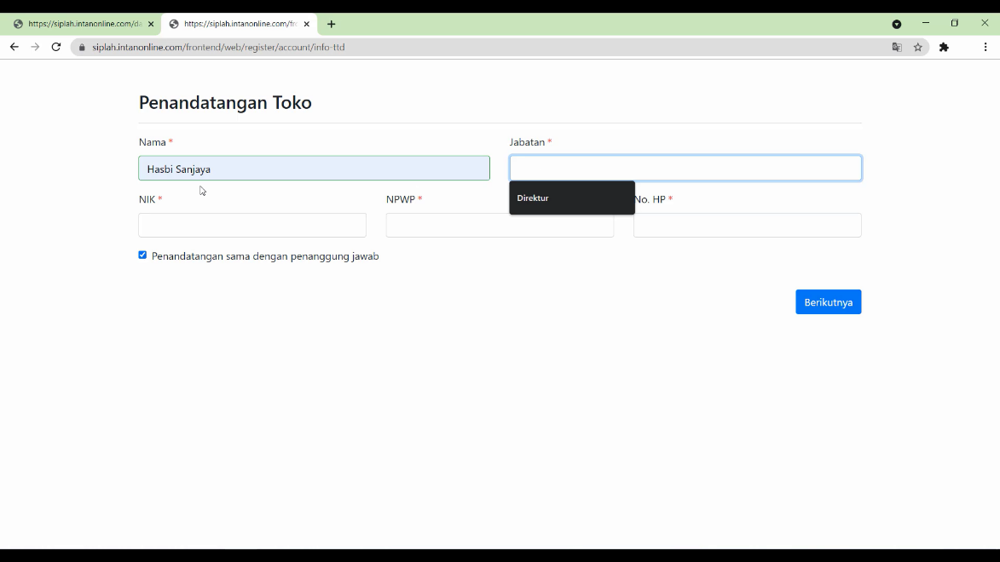 https://siplah.intanonline.com/da
https://siplah.intanonline.com/fr
siplah.intanonline.com/frontend/web/register/account/info-ttd
Penandatangan Toko
Nama *
Jabatan *
Hasbi Sanjaya
Direktur
NIK *
NPWP *
No. HP *
Penandatangan sama dengan penanggung jawab
Berikutnya